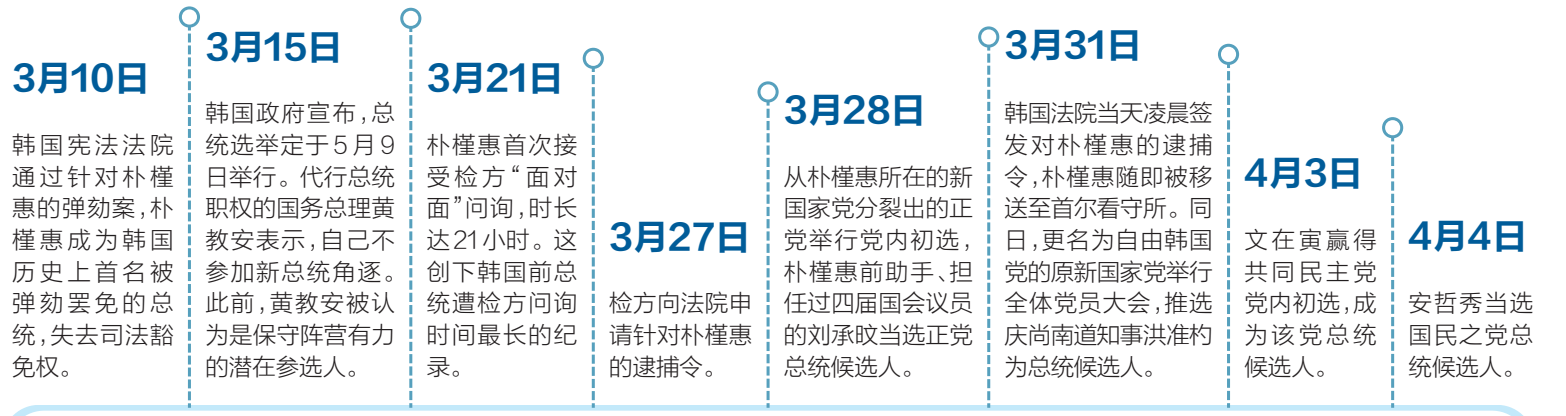 3月10日
韩国宪法法院
通过针对朴槿
惠的弹劾案，朴
槿惠成为韩国
历史上首名被
弹劾罢免的总
统，失去司法豁
免权。
3月15日
韩国政府宣布，总
统选举定于5月9
日举行。代行总统
职权的国务总理黄
教安表示，自己不
参加新总统角逐。
此前，黄教安被认
为是保守阵营有力
的潜在参选人。
3月21日
朴槿惠首次接
受检方“面对
面”问询，时长
达21小时。这
创下韩国前总
统遭检方问询
时间最长的纪
录。
3月27日
检方向法院申
请针对朴槿惠
的逮捕令。
3月28日
从朴槿惠所在的新
国家党分裂出的正
党举行党内初选，
朴槿惠前助手、担
任过四届国会议员
的刘承旼当选正党
总统候选人。
3月31日
韩国法院当天凌晨签
发对朴槿惠的逮捕
令，朴槿惠随即被移
送至首尔看守所。同
日，更名为自由韩国
党的原新国家党举行
全体党员大会，推选
庆尚南道知事洪准杓
为总统候选人。
4月3日
文在寅赢得
共同民主党
党内初选，成
为该党总统
候选人。
4月4日
安哲秀当选
国民之党总
统候选人。